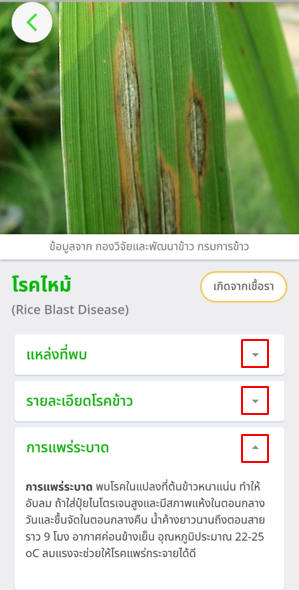 ข้อมูลจาก กองวิจัยและพัฒนาข้าว กรมการข้าว
โรคไหม้
เกิดจากเชื้อรา
(Rice Blast Disease)
แหล่งที่พบ
รายละเอียดโรคข้าว
การแพร่ระบาด
การแพร่ระบาด พบโรคในแปลงที่ต้นข้าวหนาแน่น ทำให้
อับลม ถ้าใส่ปุ๋ยไนโตรเจนสูงและมีสภาพแห้งในตอนกลาง
วันและชื้นจัดในตอนกลางคืน น้ำค้างยาวนานถึงตอนสาย
ราว 9 โมง อากาศค่อนข้างเย็น อุณหภูมิประมาณ 22-25
oC ลมแรงจะช่วยให้โรคแพร่กระจายได้ดี